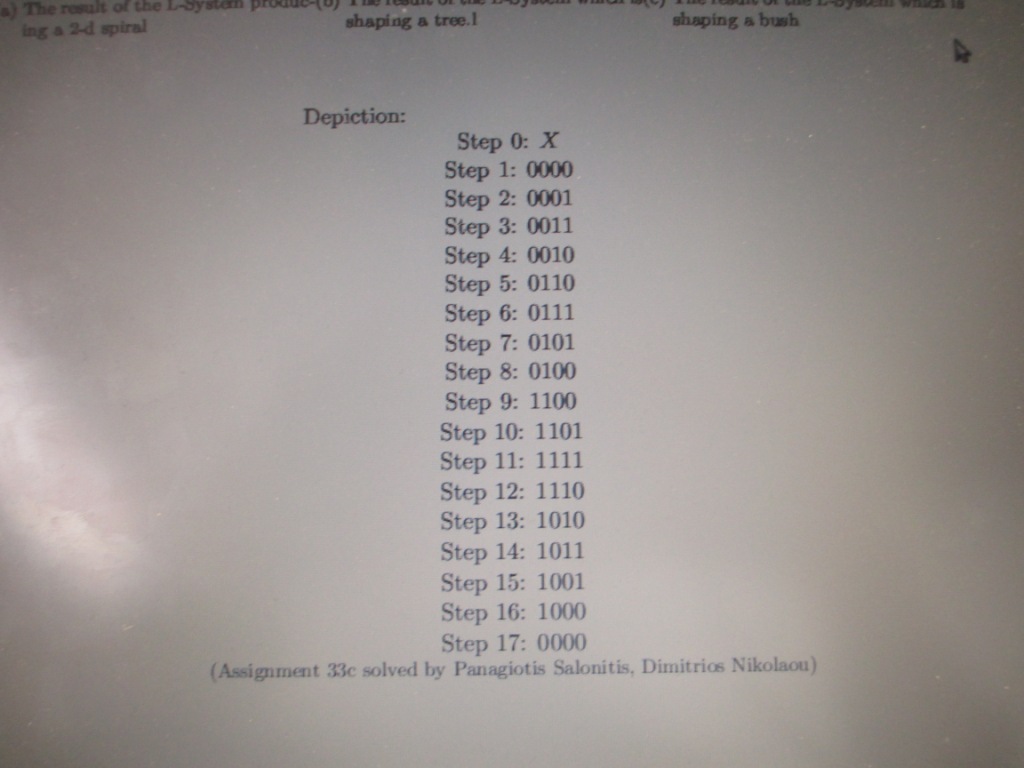 a) The result of the L-System produc-(b) The result of the L-System which is(c) The result of the L-System which is
ing a 2-d spiral shaping a tree.l shaping a bush
Depiction:
Step 0: X
Step 1: 0000
Step 2: 0001
Step 3: 0011
Step 4: 0010
Step 5: 0110
Step 6: 0111
Step 7: 0101
Step 8: 0100
Step 9: 1100
Step 10: 1101
Step 11: 1111
Step 12: 1110
Step 13: 1010
Step 14: 1011
Step 15: 1001
Step 16: 1000
Step 17: 0000
(Assignment 33c solved by Panagiotis Salonitis, Dimitrios Nikolaou)